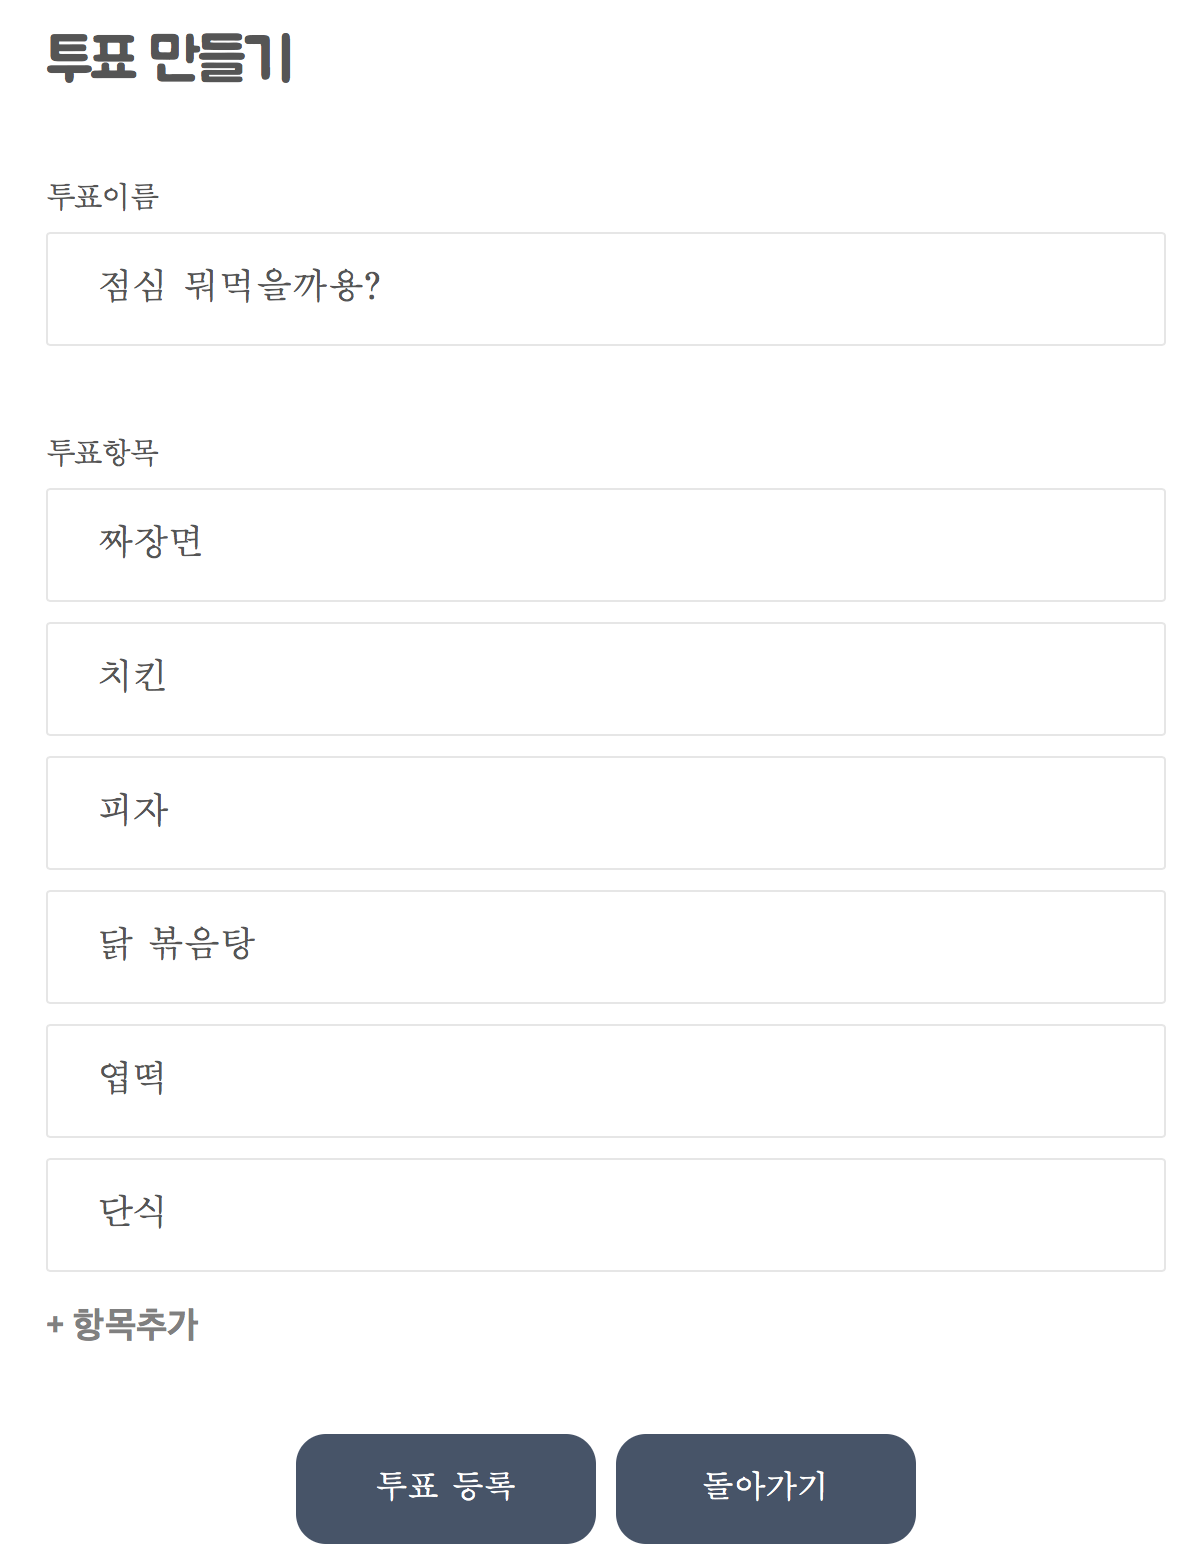 투표 만들기
투표이름
점심 뭐먹을까용?
투표항목
짜장면
치킨
피자
닭 볶음탕
엽떡
단식
+ 항목추가
투표 등록 돌아가기